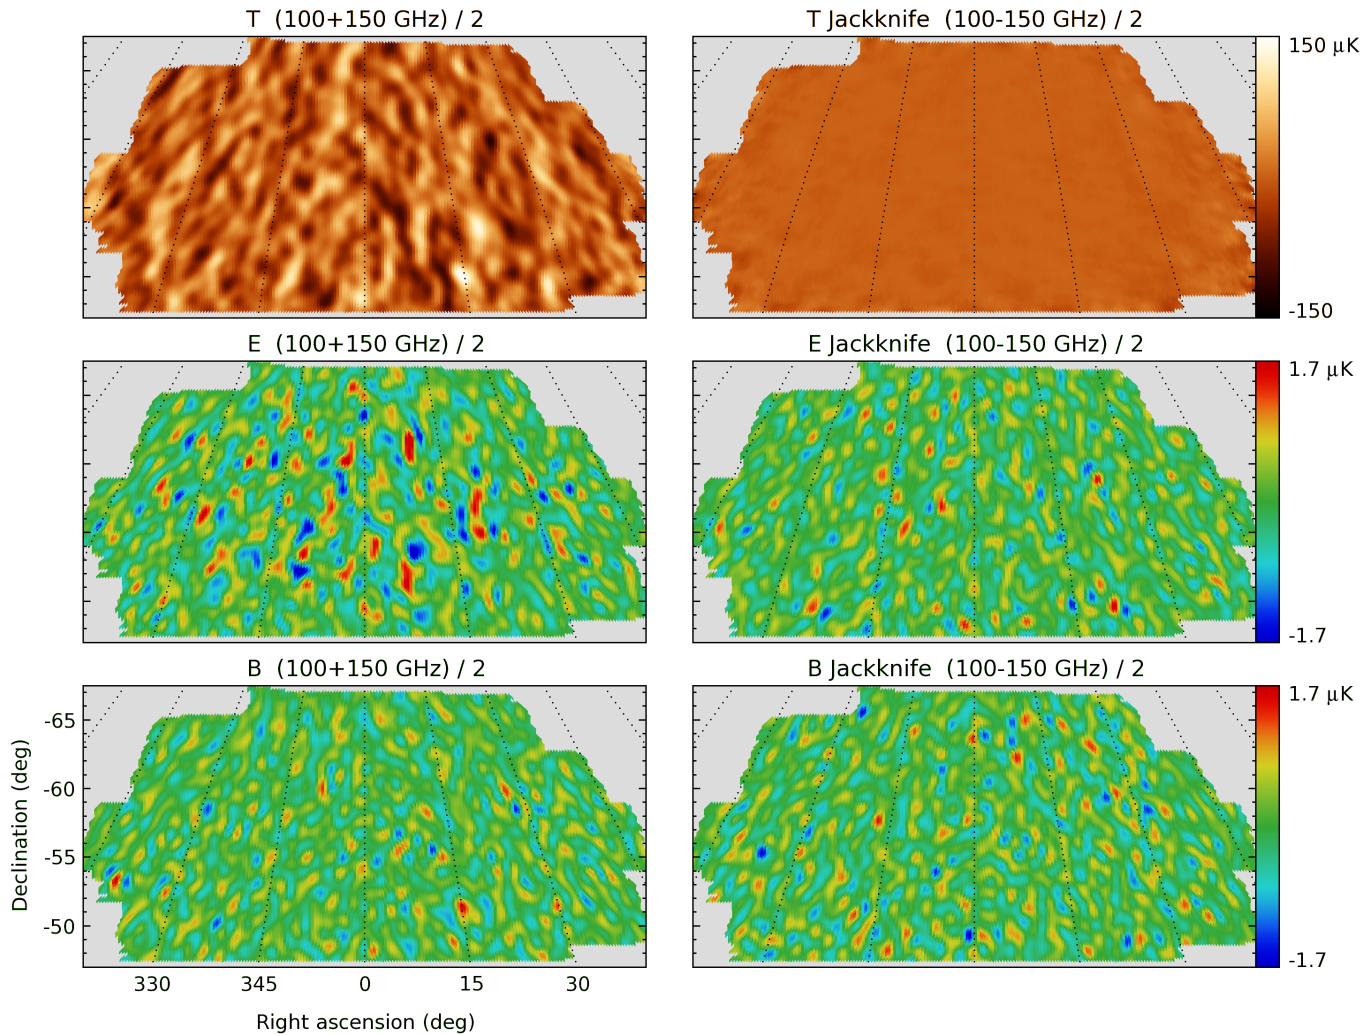 T (100+150 GHz) / 2
T Jackknife (100-150 GHz) / 2
150 μK
-150
E (100+150 GHz) / 2
E Jackknife (100-150 GHz) / 2
1.7 μK
-1.7
B (100+150 GHz) / 2
B Jackknife (100-150 GHz) / 2
1.7 μK
-1.7
-65
-60
-55
-50
Declination (deg)
330 345 0 15 30
Right ascension (deg)